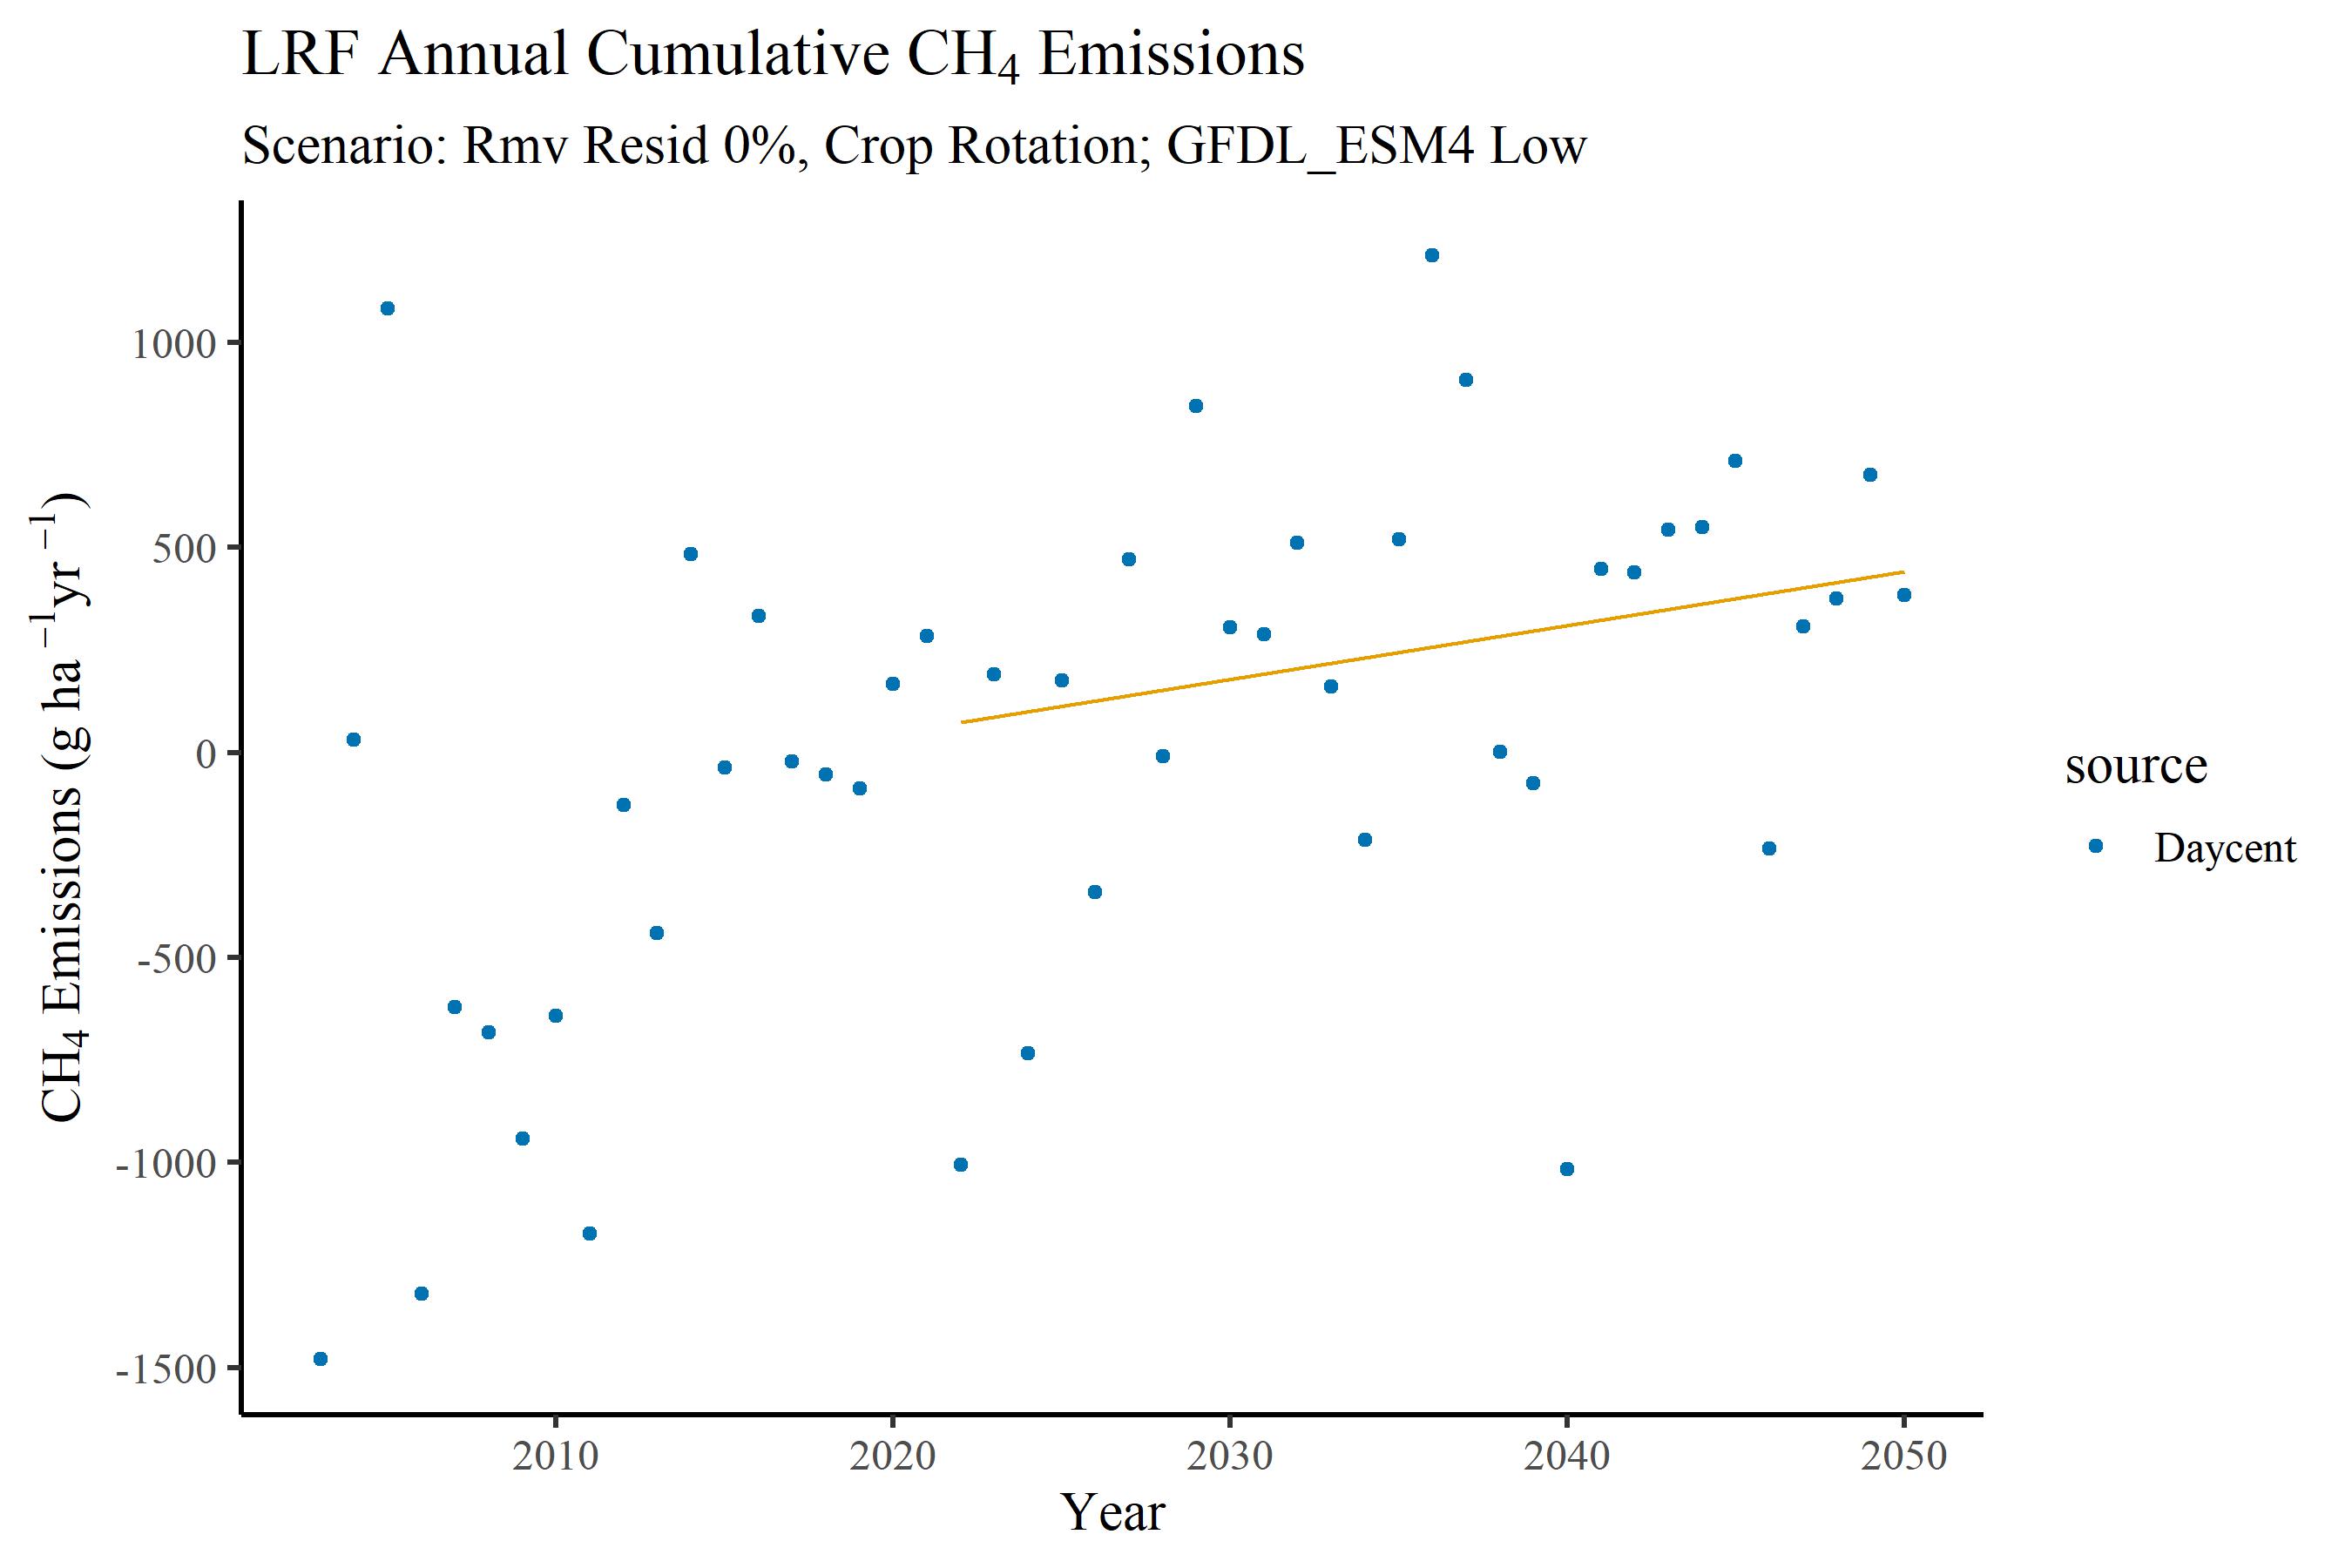 LRF Annual Cumulative CH₄ Emissions
Scenario: Rmv Resid 0%, Crop Rotation; GFDL_ESM4 Low
CH₄ Emissions (g ha ⁻¹yr ⁻¹)
1000
500
0
-500
-1000
-1500
2010 2020 2030 2040 2050
Year
source
Daycent